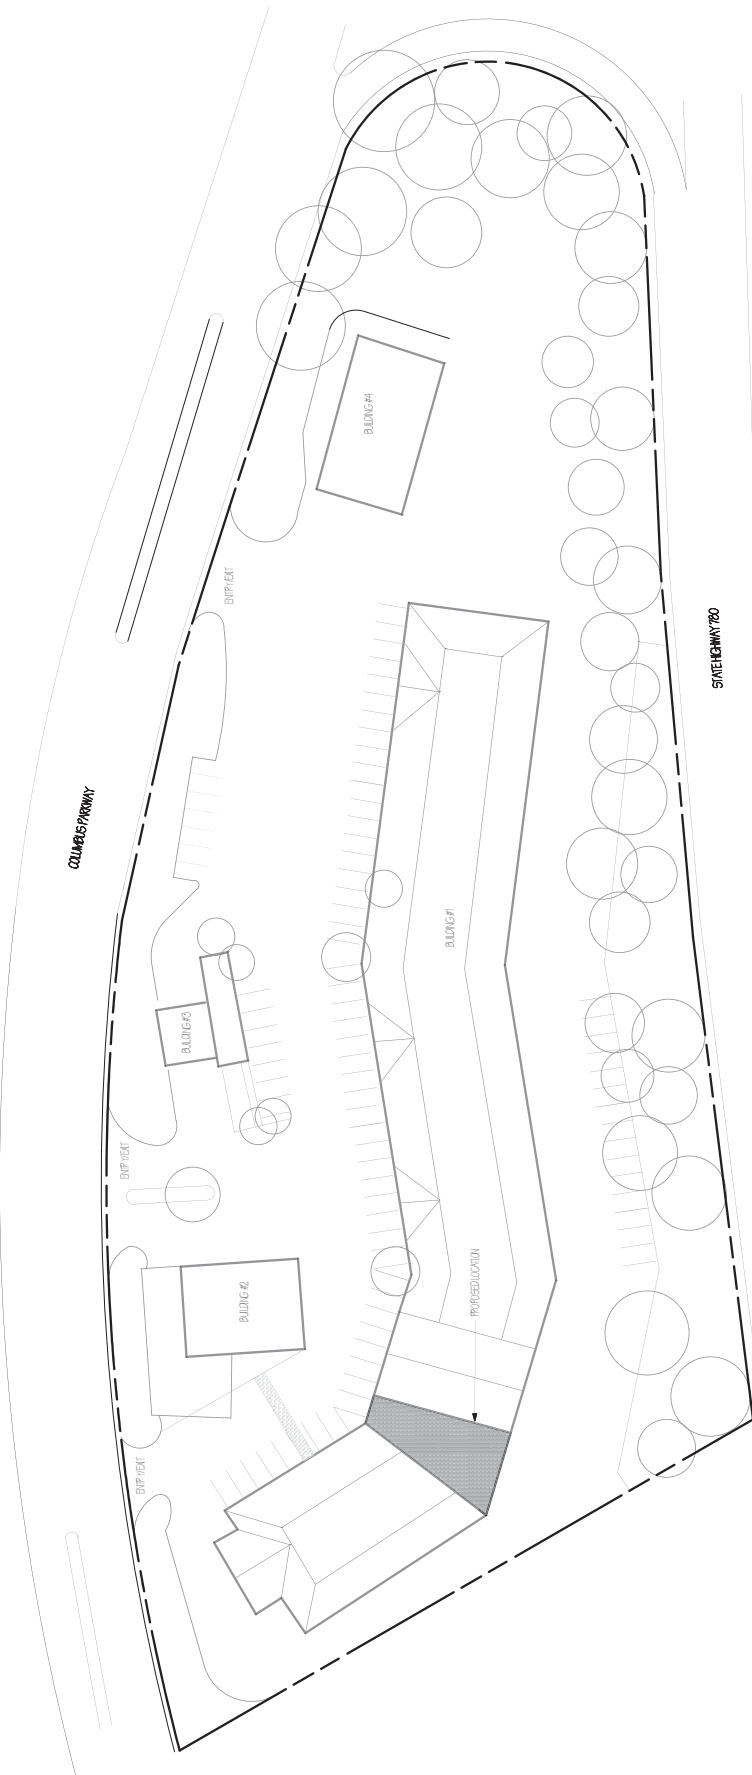 BUILDING #4
ENTRY/EXIT
STATE HIGHWAY 780
COLUMBUS PARKWAY
BUILDING #1
BUILDING #3
ENTRY/EXIT
BUILDING #2
PROPOSED LOCATION
ENTRY/EXIT